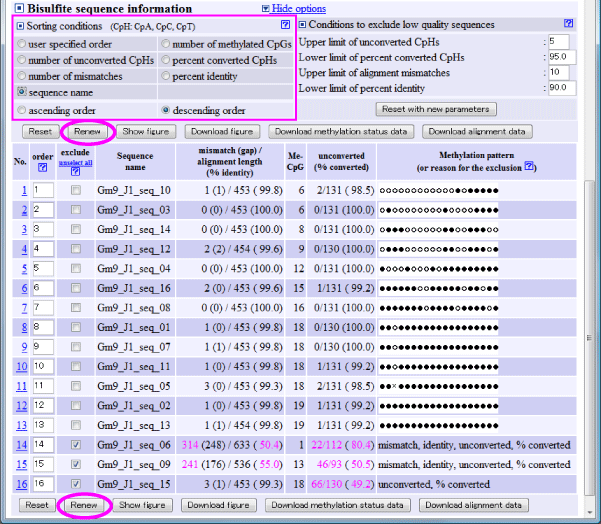 Bisulfite sequence information Hide options
Sorting conditions (CpH: CpA, CpC, CpT) ?
user specified order number of methylated CpGs
number of unconverted CpHs percent converted CpHs
number of mismatches percent identity
sequence name
ascending order descending order
Conditions to exclude low quality sequences ?
Upper limit of unconverted CpHs : 5
Lower limit of percent converted CpHs : 95.0
Upper limit of alignment mismatches : 10
Lower limit of percent identity : 90.0
Reset with new parameters
Reset Renew Show figure Download figure Download methylation status data Download alignment data
No. order ? exclude unselect all ? Sequence name mismatch (gap) / alignment length (% identity) Me-CpG unconverted (% converted) Methylation pattern (or reason for the exclusion ?)
1 1 Gm9_J1_seq_10 1 (1) / 453 ( 99.8) 6 2/131 ( 98.5)
2 2 Gm9_J1_seq_03 0 (0) / 453 (100.0) 6 0/131 (100.0)
3 3 Gm9_J1_seq_14 0 (0) / 453 (100.0) 8 0/131 (100.0)
4 4 Gm9_J1_seq_12 2 (2) / 454 ( 99.6) 9 0/130 (100.0)
5 5 Gm9_J1_seq_04 0 (0) / 453 (100.0) 12 0/131 (100.0)
6 6 Gm9_J1_seq_16 2 (0) / 453 ( 99.6) 15 1/131 ( 99.2)
7 7 Gm9_J1_seq_08 0 (0) / 453 (100.0) 16 0/131 (100.0)
8 8 Gm9_J1_seq_01 1 (0) / 453 ( 99.8) 18 0/130 (100.0)
9 9 Gm9_J1_seq_07 1 (1) / 453 ( 99.8) 18 0/130 (100.0)
10 10 Gm9_J1_seq_11 1 (0) / 453 ( 99.8) 18 1/131 ( 99.2)
11 11 Gm9_J1_seq_05 3 (0) / 453 ( 99.3) 18 2/131 ( 98.5)
12 12 Gm9_J1_seq_02 1 (0) / 453 ( 99.8) 19 1/131 ( 99.2)
13 13 Gm9_J1_seq_13 1 (1) / 454 ( 99.8) 19 1/131 ( 99.2)
14 14 Gm9_J1_seq_06 314 (248) / 633 ( 50.4) 1 22/112 ( 80.4) mismatch, identity, unconverted, % converted
15 15 Gm9_J1_seq_09 241 (176) / 536 ( 55.0) 13 46/93 ( 50.5) mismatch, identity, unconverted, % converted
16 16 Gm9_J1_seq_15 3 (1) / 453 ( 99.3) 18 66/130 ( 49.2) unconverted, % converted
Reset Renew Show figure Download figure Download methylation status data Download alignment data